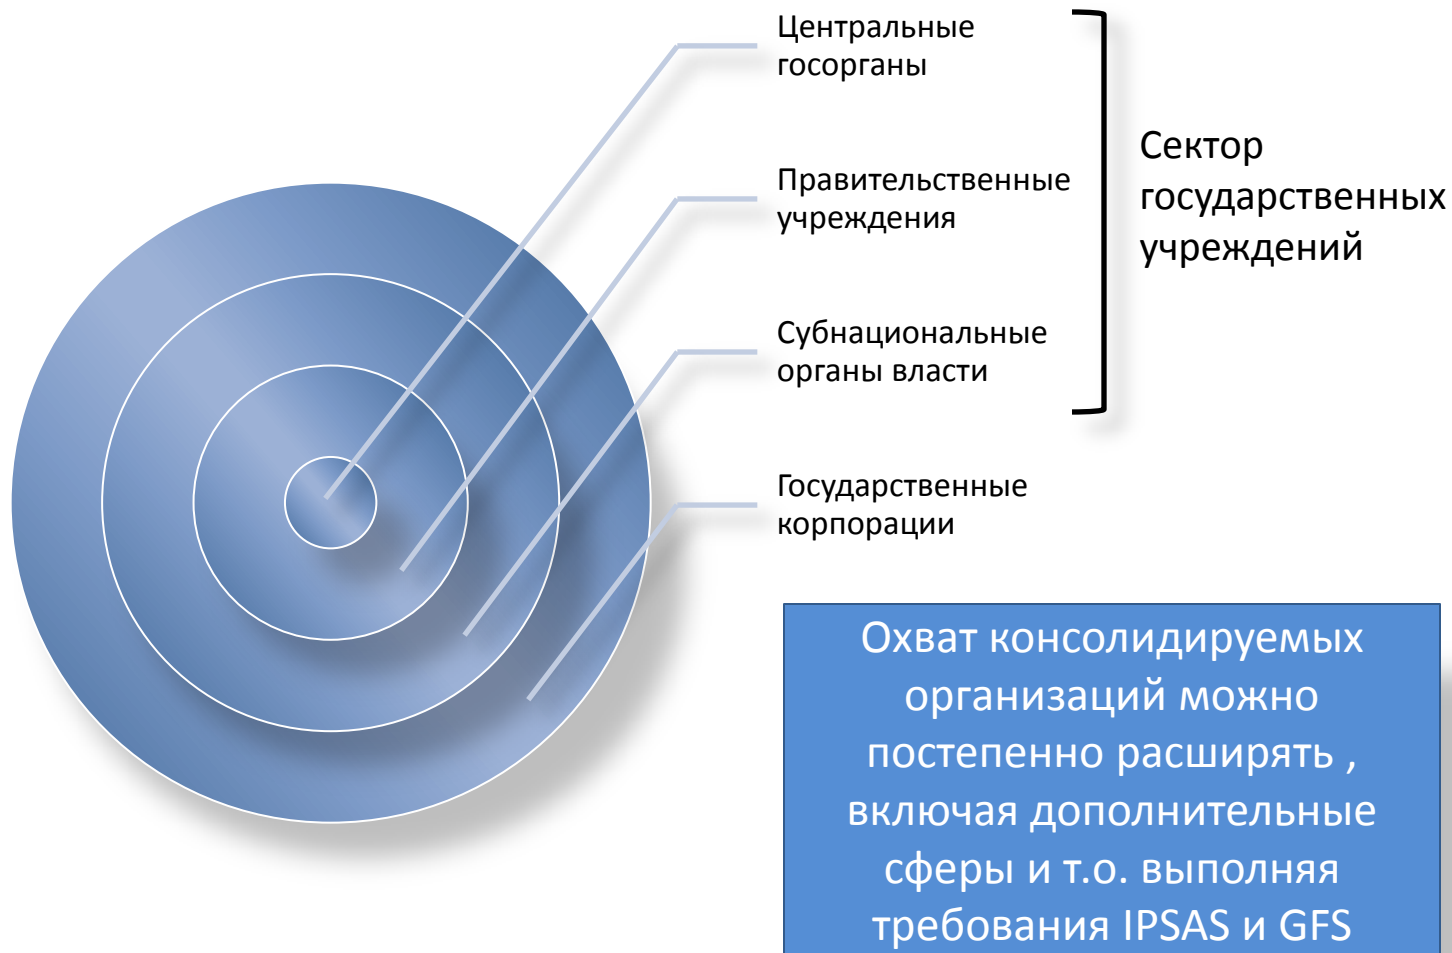 Центральные
госорганы
Правительственные
учреждения
Субнациональные
органы власти
Государственные
корпорации
Сектор
государственных
учреждений
Охват консолидируемых
организаций можно
постепенно расширять ,
включая дополнительные
сферы и т.о. выполняя
требования IPSAS и GFS